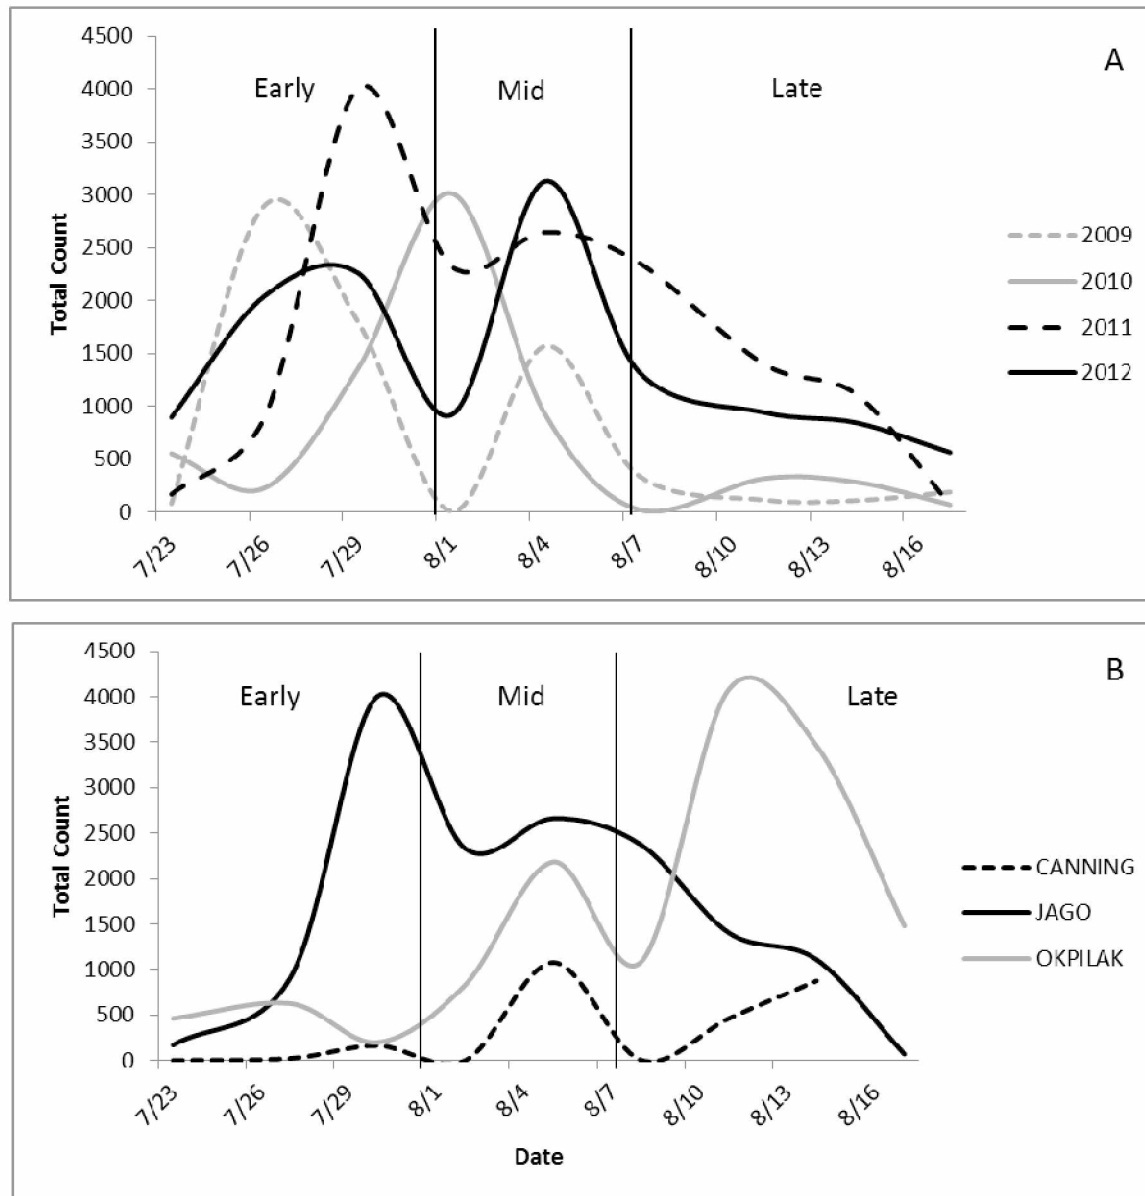 A
Early Mid Late
4500
4000
3500
3000
2500
2000
1500
1000
500
0
Total Count
7/23 7/26 7/29 8/1 8/4 8/7 8/10 8/13 8/16
2009
2010
2011
2012
B
Early Mid Late
4500
4000
3500
3000
2500
2000
1500
1000
500
0
Total Count
7/23 7/26 7/29 8/1 8/4 8/7 8/10 8/13 8/16
Date
CANNING
JAGO
OKPILAK